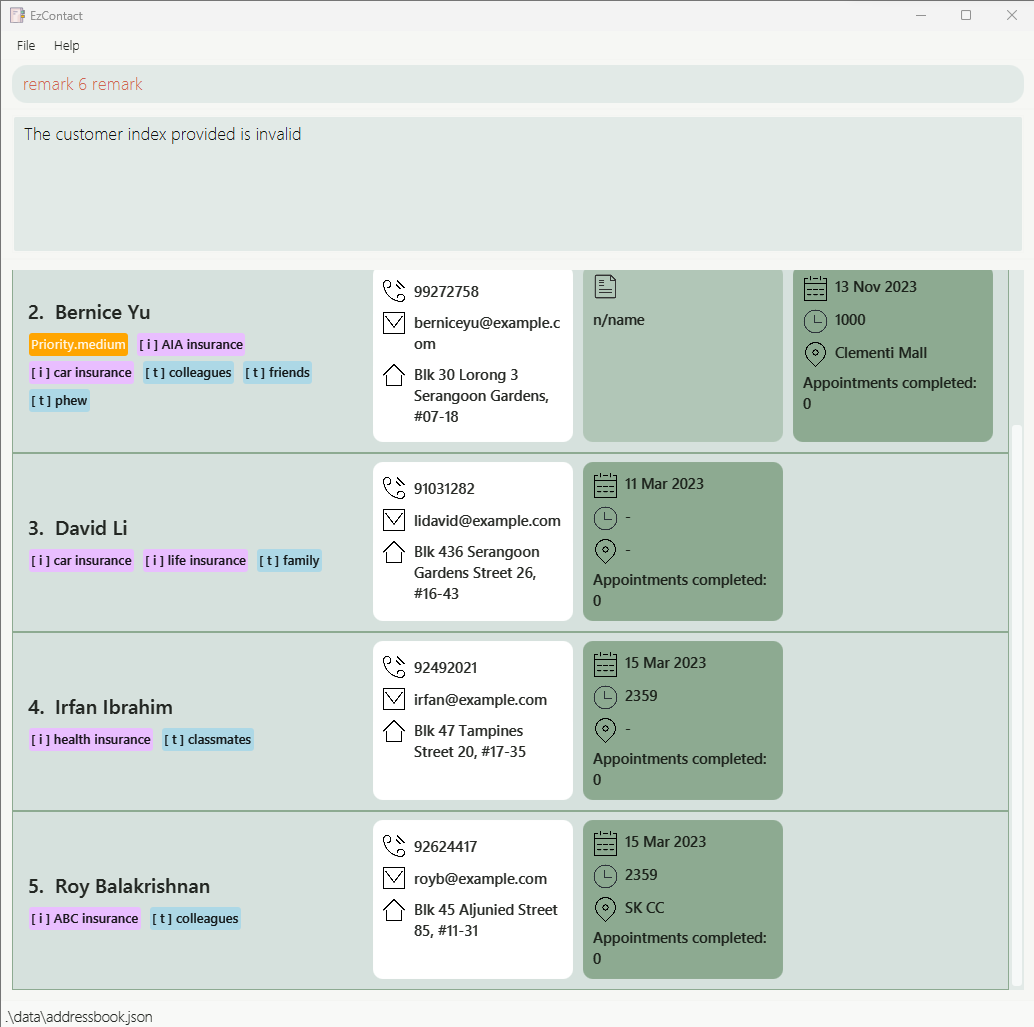 EzContact
File Help
remark 6 remark
The customer index provided is invalid
2. Bernice Yu
Priority.medium [ i ] AIA insurance
[ i ] car insurance [ t ] colleagues [ t ] friends
[ t ] phew
99272758
berniceyu@example.c
om
Blk 30 Lorong 3
Serangoon Gardens,
#07-18
n/name
13 Nov 2023
1000
Clementi Mall
Appointments completed:
0
3. David Li
[ i ] car insurance [ i ] life insurance [ t ] family
91031282
lidavid@example.com
Blk 436 Serangoon
Gardens Street 26,
#16-43
11 Mar 2023
-
-
Appointments completed:
0
4. Irfan Ibrahim
[ i ] health insurance [ t ] classmates
92492021
irfan@example.com
Blk 47 Tampines
Street 20, #17-35
15 Mar 2023
2359
-
Appointments completed:
0
5. Roy Balakrishnan
[ i ] ABC insurance [ t ] colleagues
92624417
royb@example.com
Blk 45 Aljunied Street
85, #11-31
15 Mar 2023
2359
SK CC
Appointments completed:
0
.\data\addressbook.json